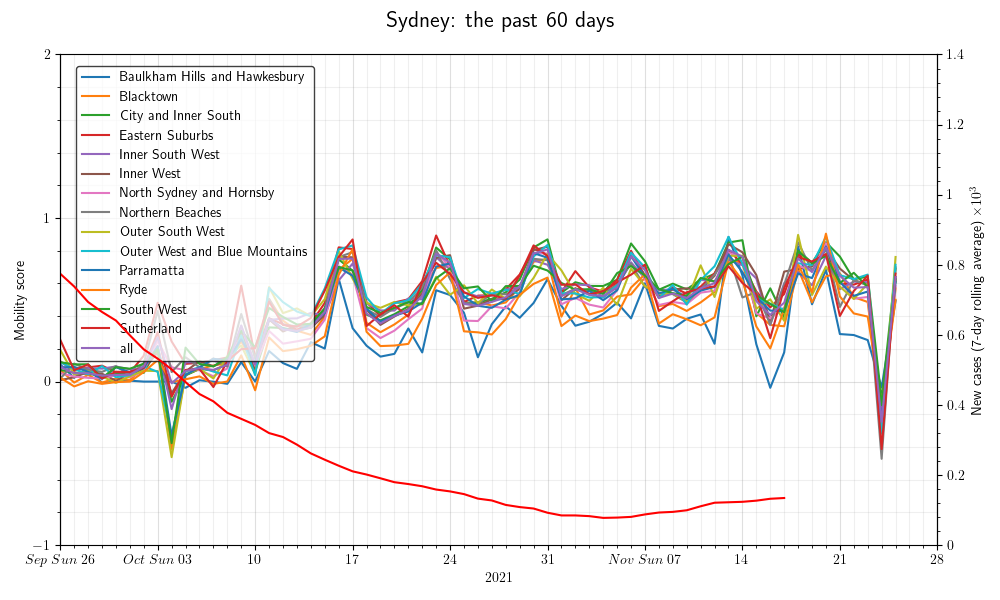 Sydney: the past 60 days
2
1
0
−1
Mobility score
Baulkham Hills and Hawkesbury
Blacktown
City and Inner South
Eastern Suburbs
Inner South West
Inner West
North Sydney and Hornsby
Northern Beaches
Outer South West
Outer West and Blue Mountains
Parramatta
Ryde
South West
Sutherland
all
1.4
1.2
1
0.8
0.6
0.4
0.2
0
New cases (7-day rolling average) ×10³
Sep Sun 26 Oct Sun 03 10 17 24 31 Nov Sun 07 14 21 28
2021